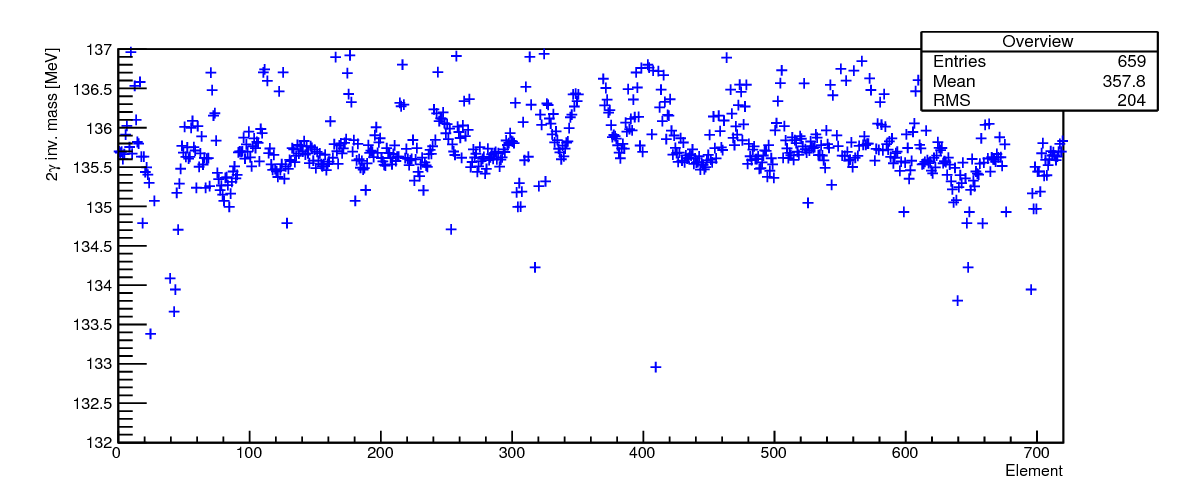 2γ inv. mass [MeV]
137
136.5
136
135.5
135
134.5
134
133.5
133
132.5
132
0 100 200 300 400 500 600 700
Element
Overview
Entries 659
Mean 357.8
RMS 204